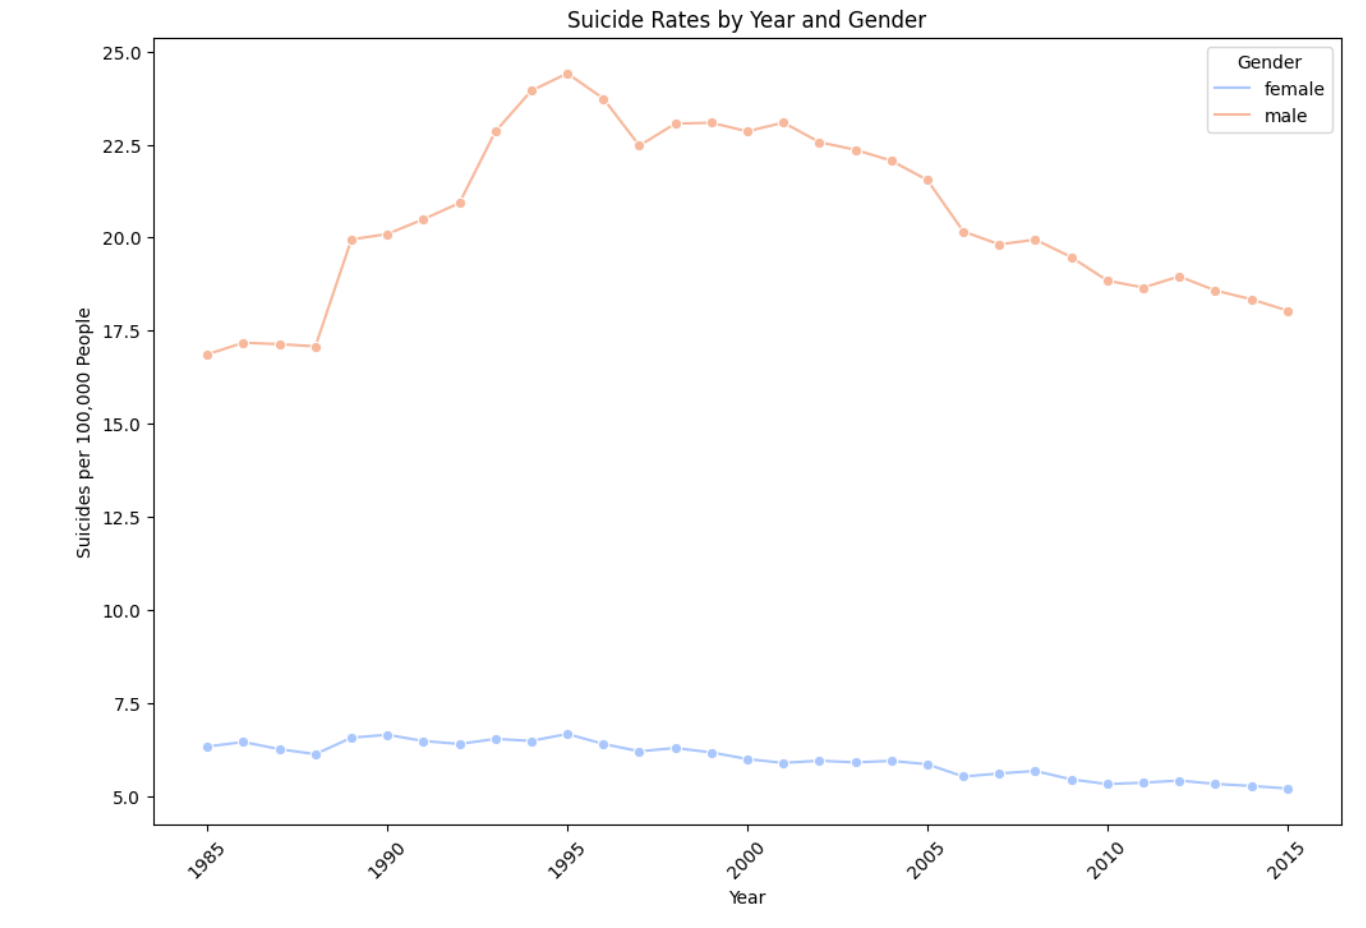 Suicide Rates by Year and Gender
25.0
22.5
20.0
17.5
15.0
12.5
10.0
7.5
5.0
Suicides per 100,000 People
Gender
female
male
1985
1990
1995
2000
2005
2010
2015
Year